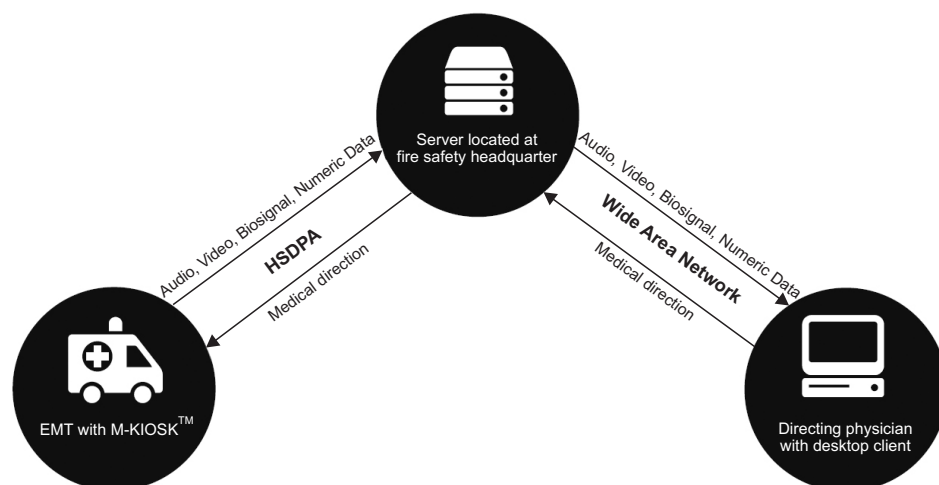 Server located at
fire safety headquarter
Audio, Video, Biosignal, Numeric Data
HSDPA
Medical direction
Audio, Video, Biosignal, Numeric Data
Wide Area Network
Medical direction
EMT with M-KIOSK™
Directing physician
with desktop client